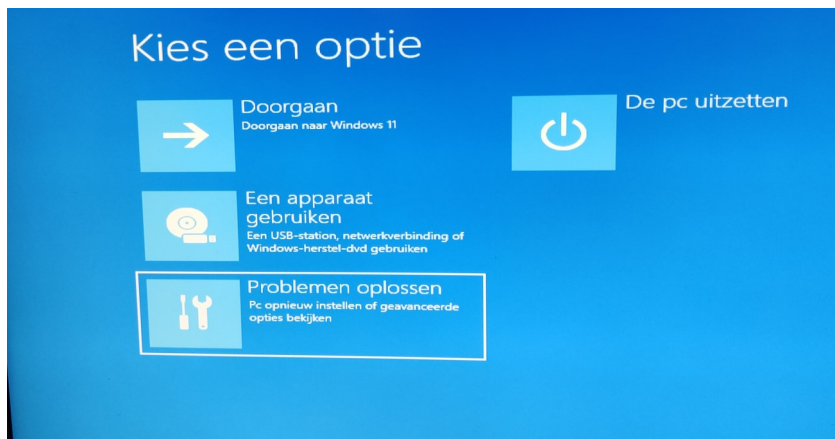 Kies een optie
Doorgaan
Doorgaan naar Windows 11
Een apparaat
gebruiken
Een USB-station, netwerkverbinding of
Windows-herstel-dvd gebruiken
Problemen oplossen
Pc opnieuw instellen of geavanceerde
opties bekijken
De pc uitzetten